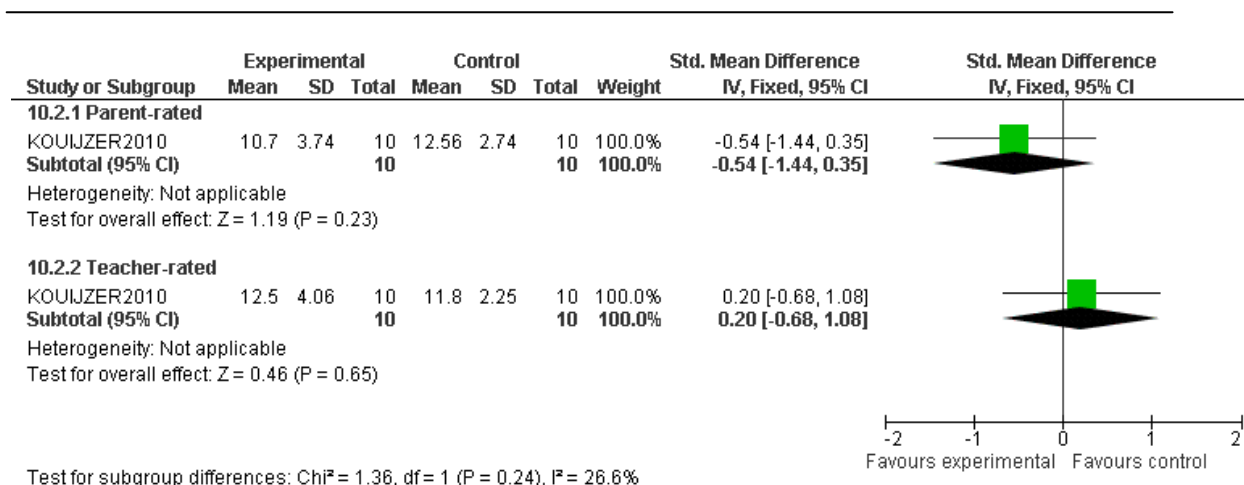 Experimental Control Std. Mean Difference Std. Mean Difference
Study or Subgroup Mean SD Total Mean SD Total Weight IV, Fixed, 95% CI IV, Fixed, 95% CI
10.2.1 Parent-rated
KOUIJZER2010 10.7 3.74 10 12.56 2.74 10 100.0% -0.54 [-1.44, 0.35]
Subtotal (95% CI) 10 10 100.0% -0.54 [-1.44, 0.35]
Heterogeneity: Not applicable
Test for overall effect: Z = 1.19 (P = 0.23)
10.2.2 Teacher-rated
KOUIJZER2010 12.5 4.06 10 11.8 2.25 10 100.0% 0.20 [-0.68, 1.08]
Subtotal (95% CI) 10 10 100.0% 0.20 [-0.68, 1.08]
Heterogeneity: Not applicable
Test for overall effect: Z = 0.46 (P = 0.65)
-2 -1 0 1 2
Favours experimental Favours control
Test for subgroup differences: Chi² = 1.36, df = 1 (P = 0.24), I² = 26.6%